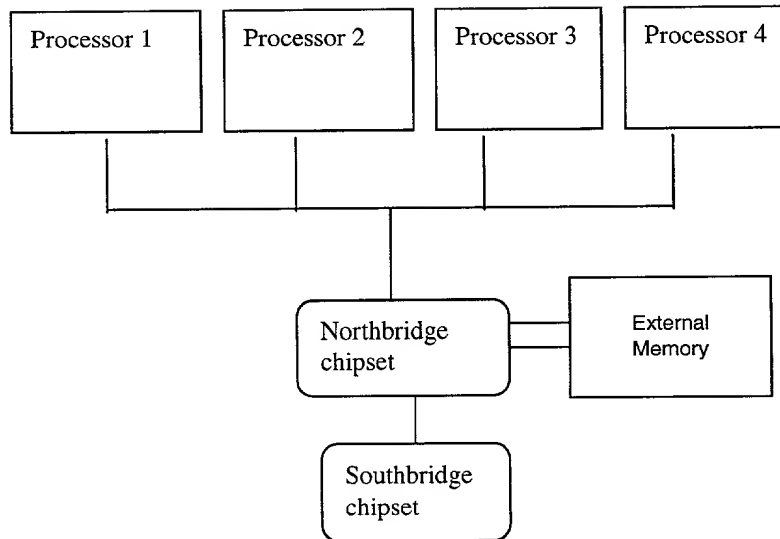 Processor 1
Processor 2
Processor 3
Processor 4
Northbridge
chipset
External
Memory
Southbridge
chipset